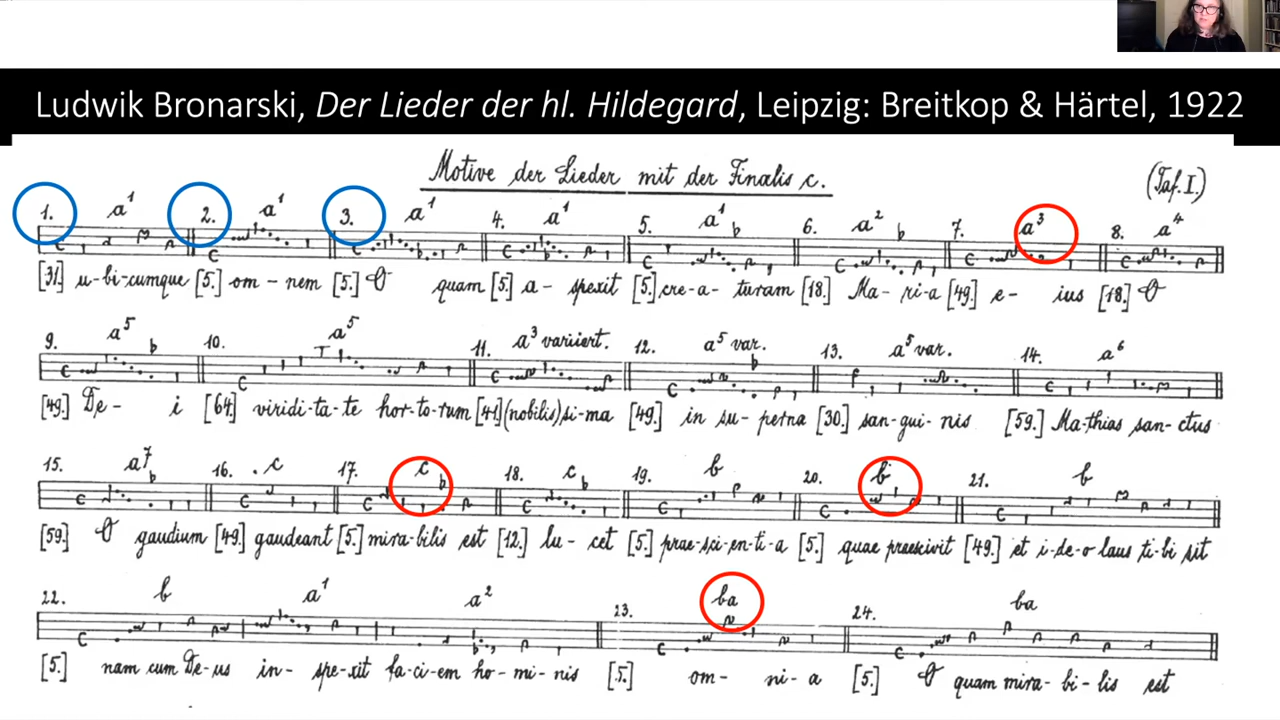 Ludwik Bronarski, Der Lieder der hl. Hildegard, Leipzig: Breitkop & Härtel, 1922
Motive der Lieder mit der Finalis c.
(Taf. I.)
1. a¹ 2. a¹ 3. a¹ 4. a¹ 5. a¹ 6. a² 7. a³ 8. a⁴
[31.] u-bi-cumque [5.] om-nem [5.] O quam [5.] a-spexit [5.] cre-a-turam [18.] Ma-ri-a [49.] e-ius [18.] O
9. a⁵ 10. a⁵ 11. a³ variiert. 12. a⁵ var. 13. a⁵ var. 14. a⁶
[49.] De-i [64.] viridi-ta-te hor-to-rum [41.] (nobilis)si-ma [49.] in su-perna [30.] san-gui-nis [59.] Ma-thias san-ctus
15. a⁷ 16. c 17. c 18. c 19. b 20. b 21. b
[59.] O gaudium [49.] gaudeant [5.] mira-bilis est [12.] lu-cet [5.] prae-sci-en-ti-a [5.] quae praescivit [49.] et i-de-o laus ti-bi sit
22. b a¹ a² 23. ba 24. ba
[5.] nam cum De-us in-spe-xit fa-ci-em ho-mi-nis [5.] om-ni-a [5.] O quam mira-bi-lis est